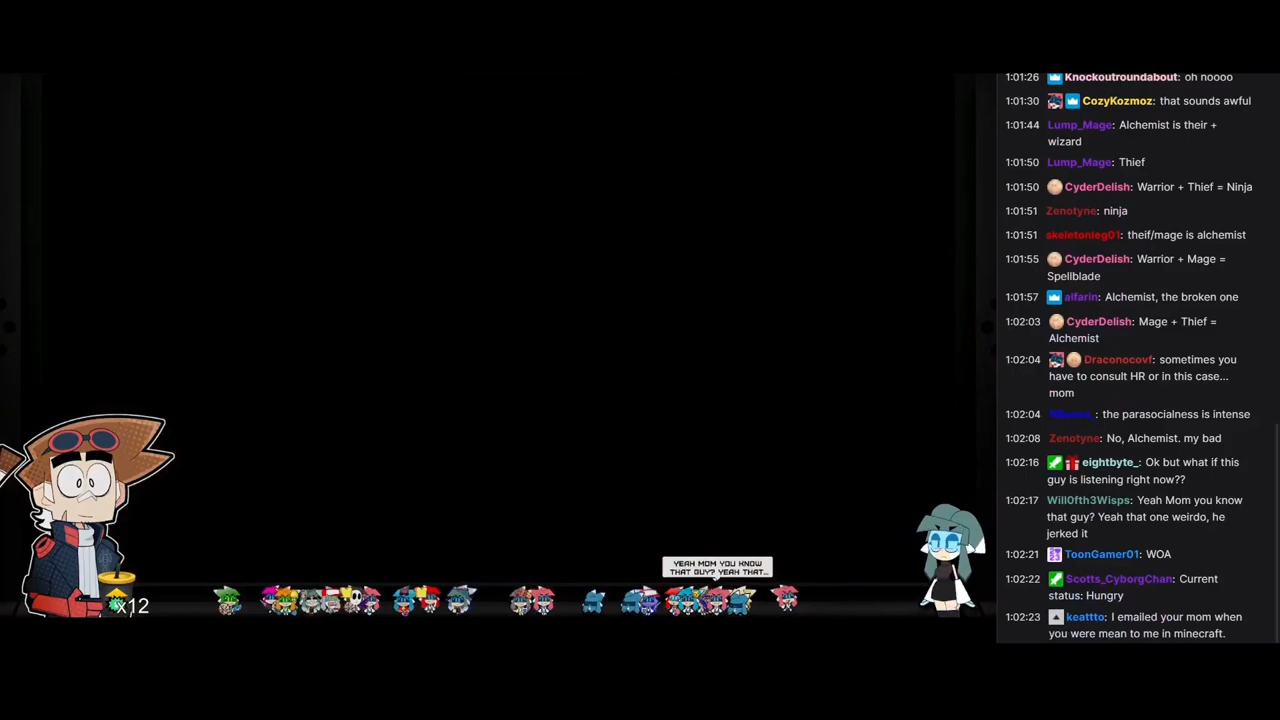 1:01:26 Knockoutroundabout: oh noooo
1:01:30 CozyKozmoz: that sounds awful
1:01:44 Lump_Mage: Alchemist is their +
wizard
1:01:50 Lump_Mage: Thief
1:01:50 CyderDelish: Warrior + Thief = Ninja
1:01:51 Zenotyne: ninja
1:01:51 skeletonleg01: theif/mage is alchemist
1:01:55 CyderDelish: Warrior + Mage =
Spellblade
1:01:57 alfarin: Alchemist, the broken one
1:02:03 CyderDelish: Mage + Thief =
Alchemist
1:02:04 Draconocovf: sometimes you
have to consult HR or in this case...
mom
1:02:04 : the parasocialness is intense
1:02:08 Zenotyne: No, Alchemist. my bad
1:02:16 eightbyte_: Ok but what if this
guy is listening right now??
1:02:17 Will0fth3Wisps: Yeah Mom you know
that guy? Yeah that one weirdo, he
jerked it
1:02:21 ToonGamer01: WOA
1:02:22 Scotts_CyborgChan: Current
status: Hungry
1:02:23 keattto: I emailed your mom when
you were mean to me in minecraft.
YEAH MOM YOU KNOW
THAT GUY? YEAH THAT...
x12